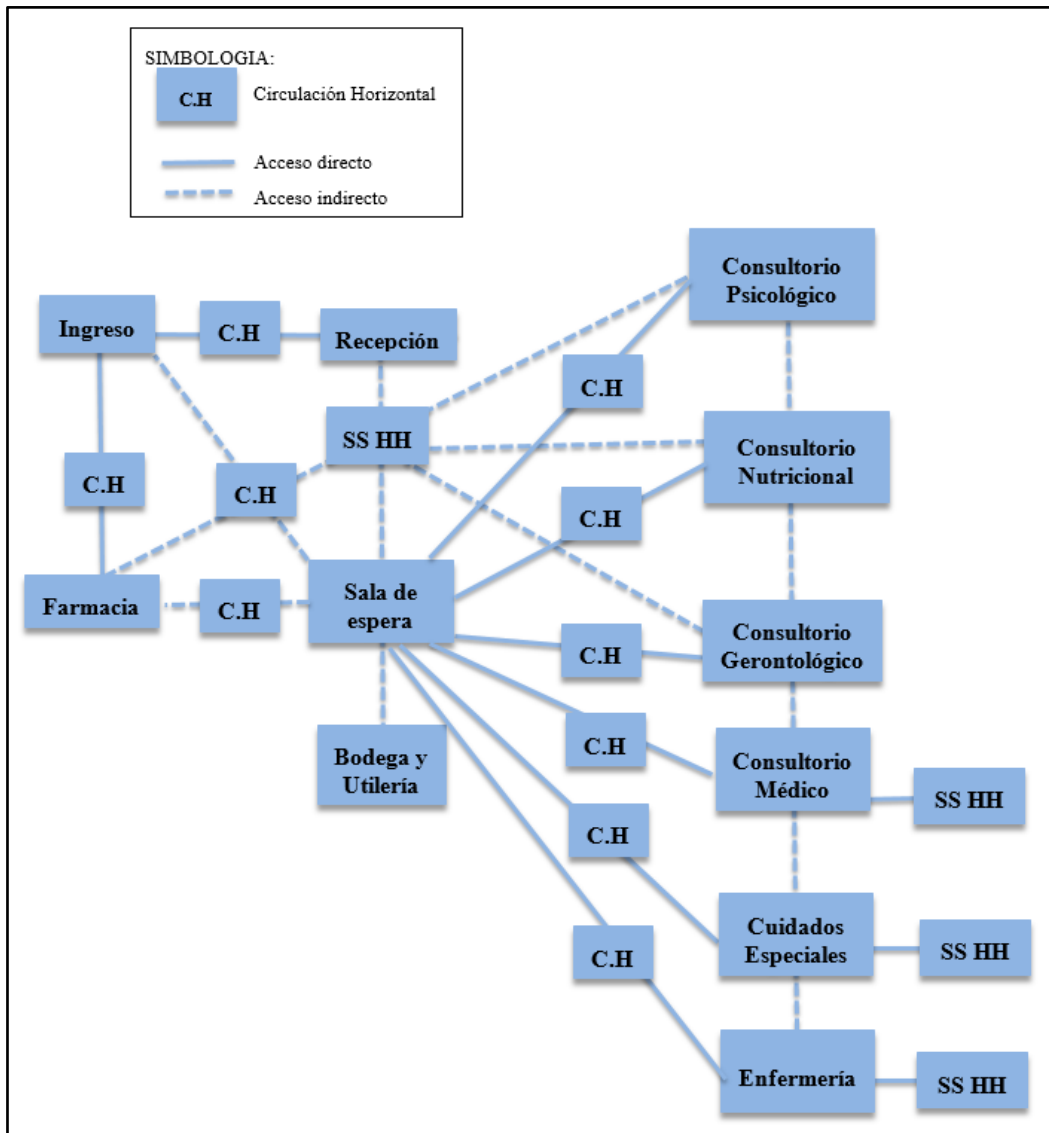 SIMBOLOGIA:
C.H
Circulación Horizontal
Acceso directo
Acceso indirecto
Consultorio
Psicológico
Ingreso
C.H
Recepción
C.H
SS HH
Consultorio
Nutricional
C.H
C.H
C.H
Farmacia
C.H
Sala de
espera
C.H
Consultorio
Gerontológico
Bodega y
Utilería
C.H
Consultorio
Médico
SS HH
C.H
Cuidados
Especiales
SS HH
C.H
Enfermería
SS HH